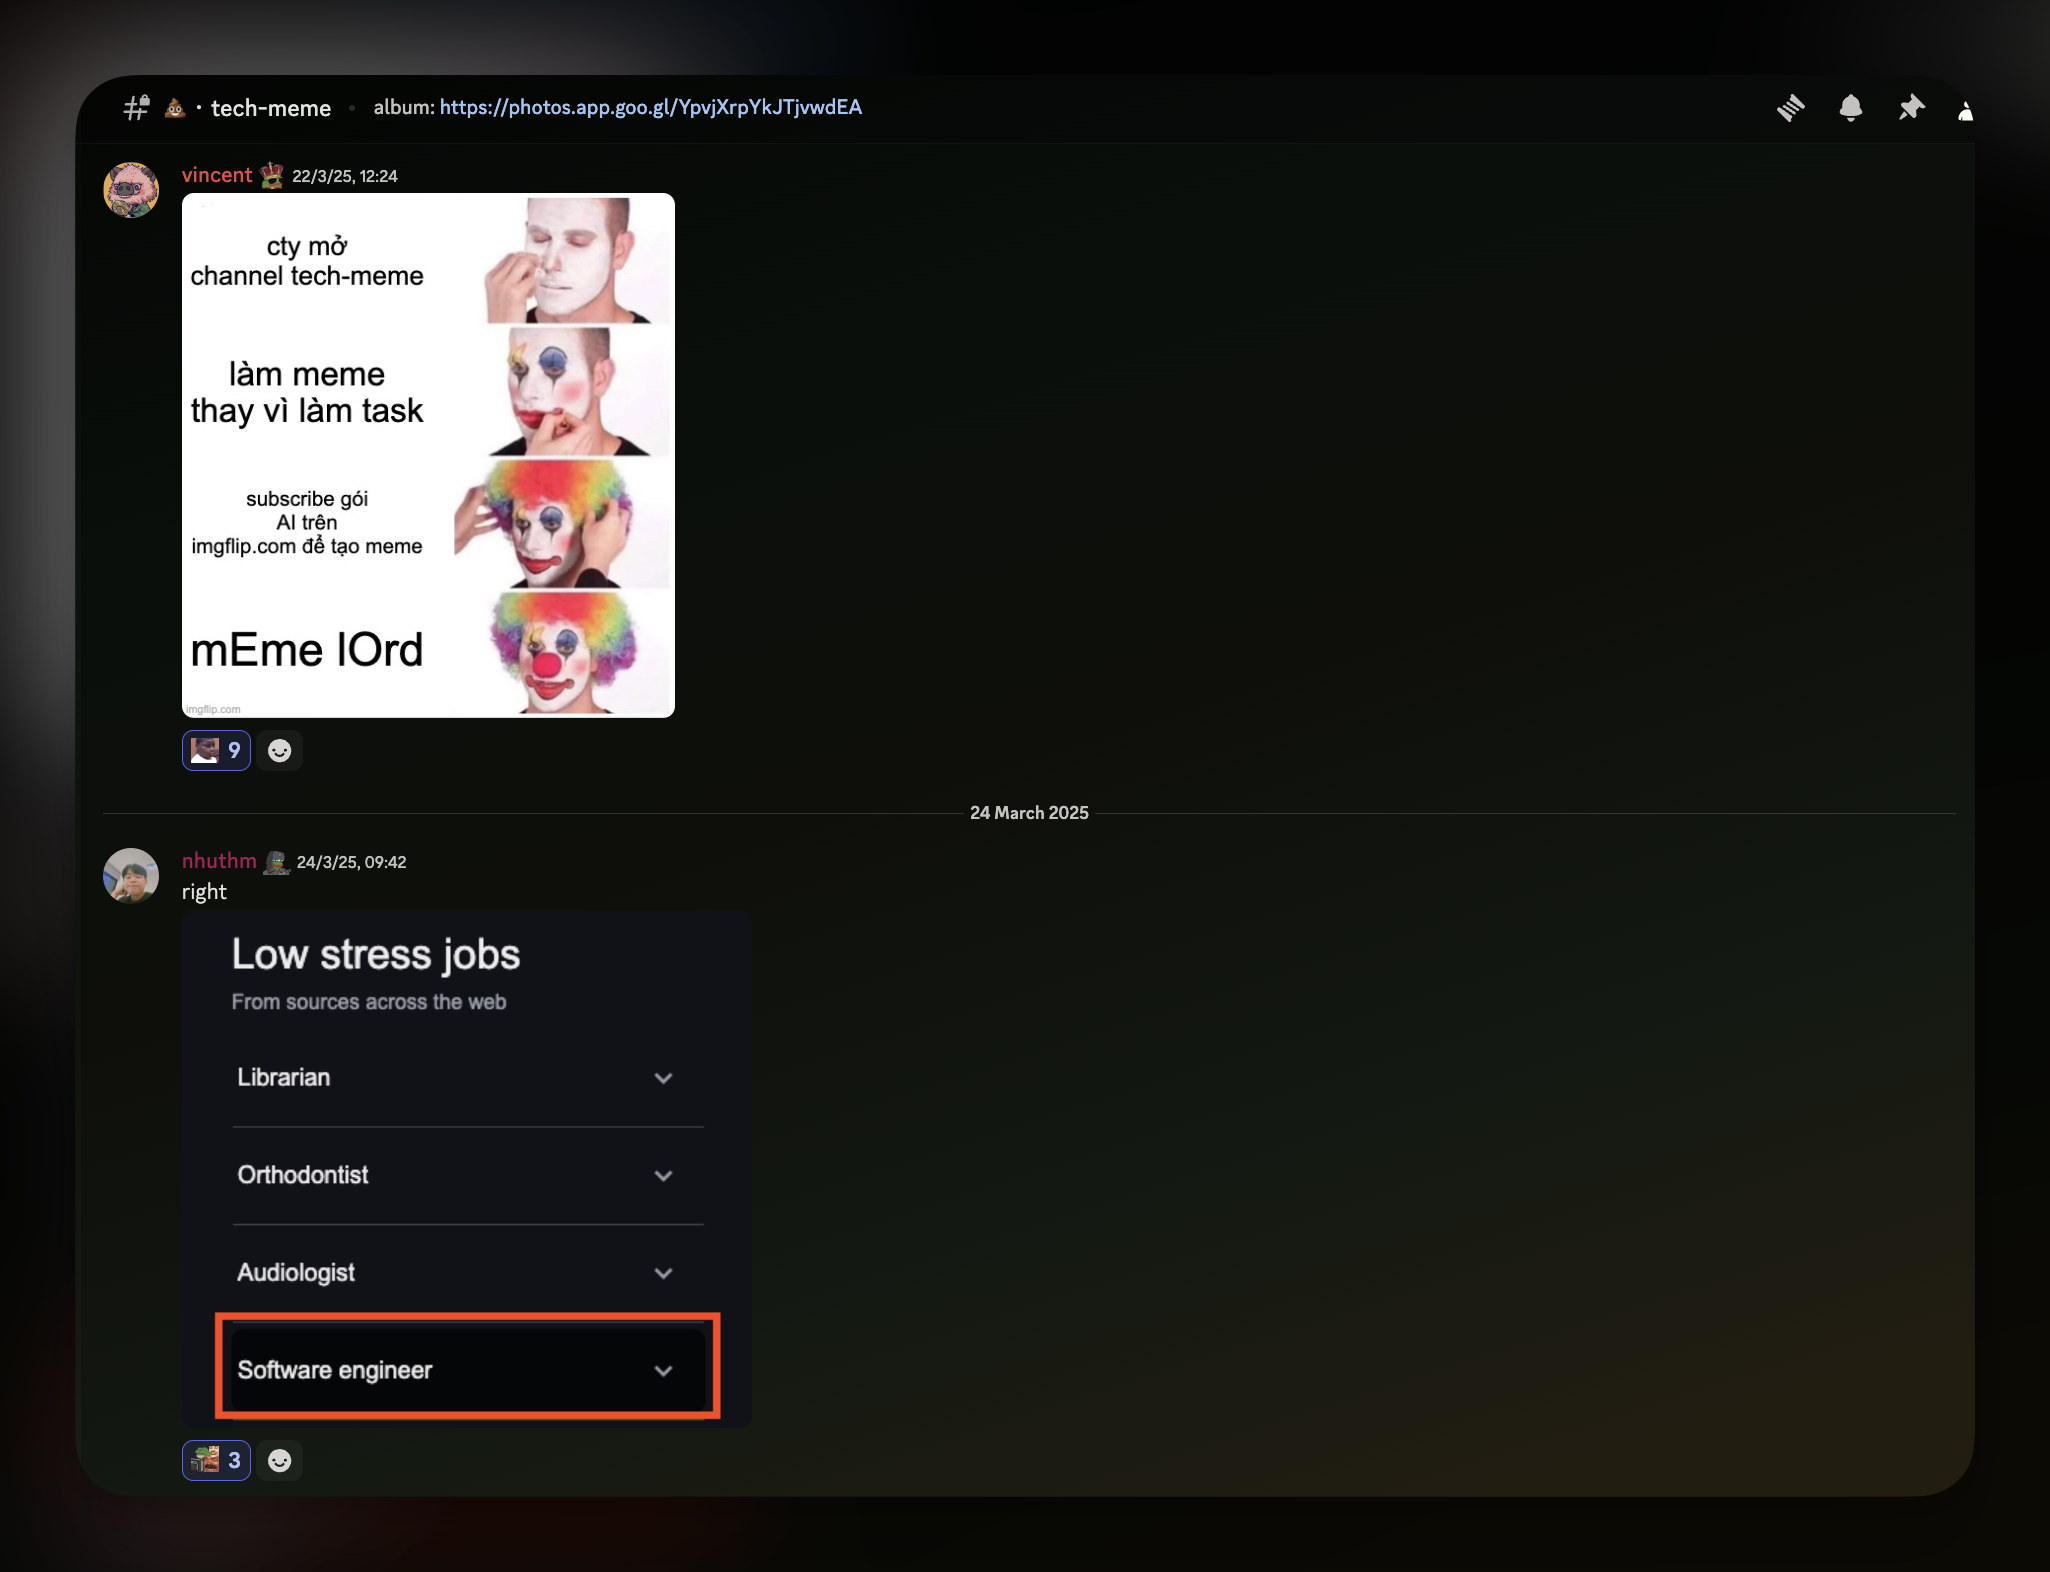 · tech-meme • album: https://photos.app.goo.gl/YpvjXrpYkJTjvwdEA
vincent 22/3/25, 12:24
cty mở
channel tech-meme
làm meme
thay vì làm task
subscribe gói
AI trên
imgflip.com để tạo meme
mEme lOrd
imgflip.com
9
24 March 2025
nhuthm 24/3/25, 09:42
right
Low stress jobs
From sources across the web
Librarian
Orthodontist
Audiologist
Software engineer
3